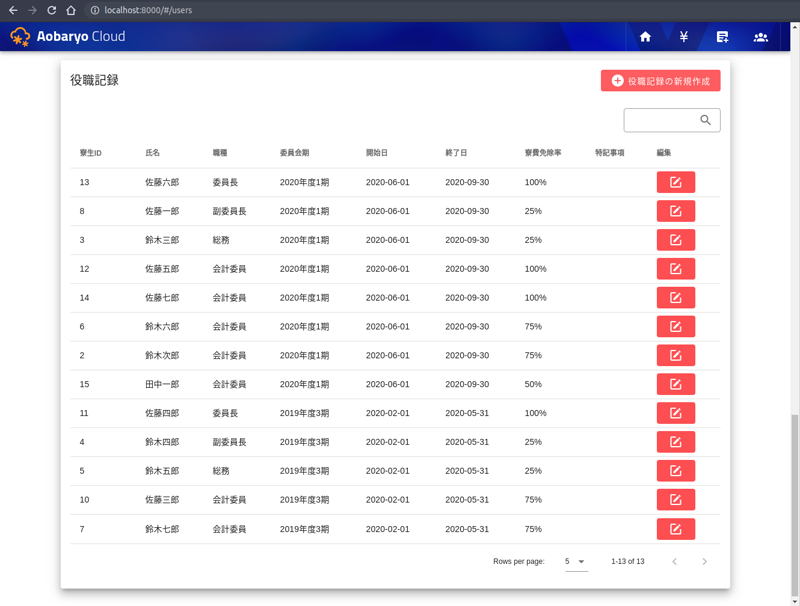 localhost:8000/#/users
Aobaryo Cloud
¥
役職記録
役職記録の新規作成
寮生ID 氏名 職種 委員会期 開始日 終了日 寮費免除率 特記事項 編集
13 佐藤六郎 委員長 2020年度1期 2020-06-01 2020-09-30 100%
8 佐藤一郎 副委員長 2020年度1期 2020-06-01 2020-09-30 25%
3 鈴木三郎 総務 2020年度1期 2020-06-01 2020-09-30 25%
12 佐藤五郎 会計委員 2020年度1期 2020-06-01 2020-09-30 100%
14 佐藤七郎 会計委員 2020年度1期 2020-06-01 2020-09-30 100%
6 鈴木六郎 会計委員 2020年度1期 2020-06-01 2020-09-30 75%
2 鈴木次郎 会計委員 2020年度1期 2020-06-01 2020-09-30 75%
15 田中一郎 会計委員 2020年度1期 2020-06-01 2020-09-30 50%
11 佐藤四郎 委員長 2019年度3期 2020-02-01 2020-05-31 100%
4 鈴木四郎 副委員長 2019年度3期 2020-02-01 2020-05-31 25%
5 鈴木五郎 総務 2019年度3期 2020-02-01 2020-05-31 25%
10 佐藤三郎 会計委員 2019年度3期 2020-02-01 2020-05-31 75%
7 鈴木七郎 会計委員 2019年度3期 2020-02-01 2020-05-31 75%
Rows per page: 5 1-13 of 13